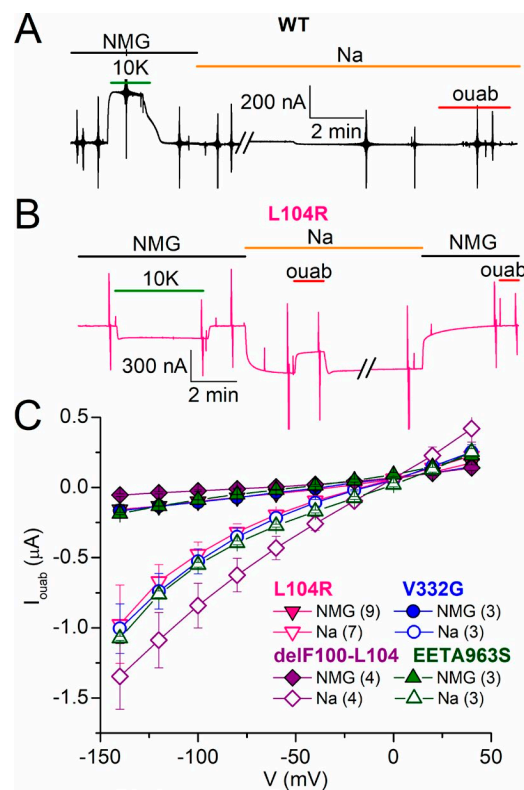 A
WT
NMG
10K
Na
200 nA
2 min
ouab
B
L104R
NMG
Na
NMG
10K
ouab
ouab
300 nA
2 min
C
0.5
0.0
-0.5
-1.0
-1.5
I_ouab (µA)
L104R V332G
NMG (9) NMG (3)
Na (7) Na (3)
delF100-L104 EETA963S
NMG (4) NMG (3)
Na (4) Na (3)
-150 -100 -50 0 50
V (mV)